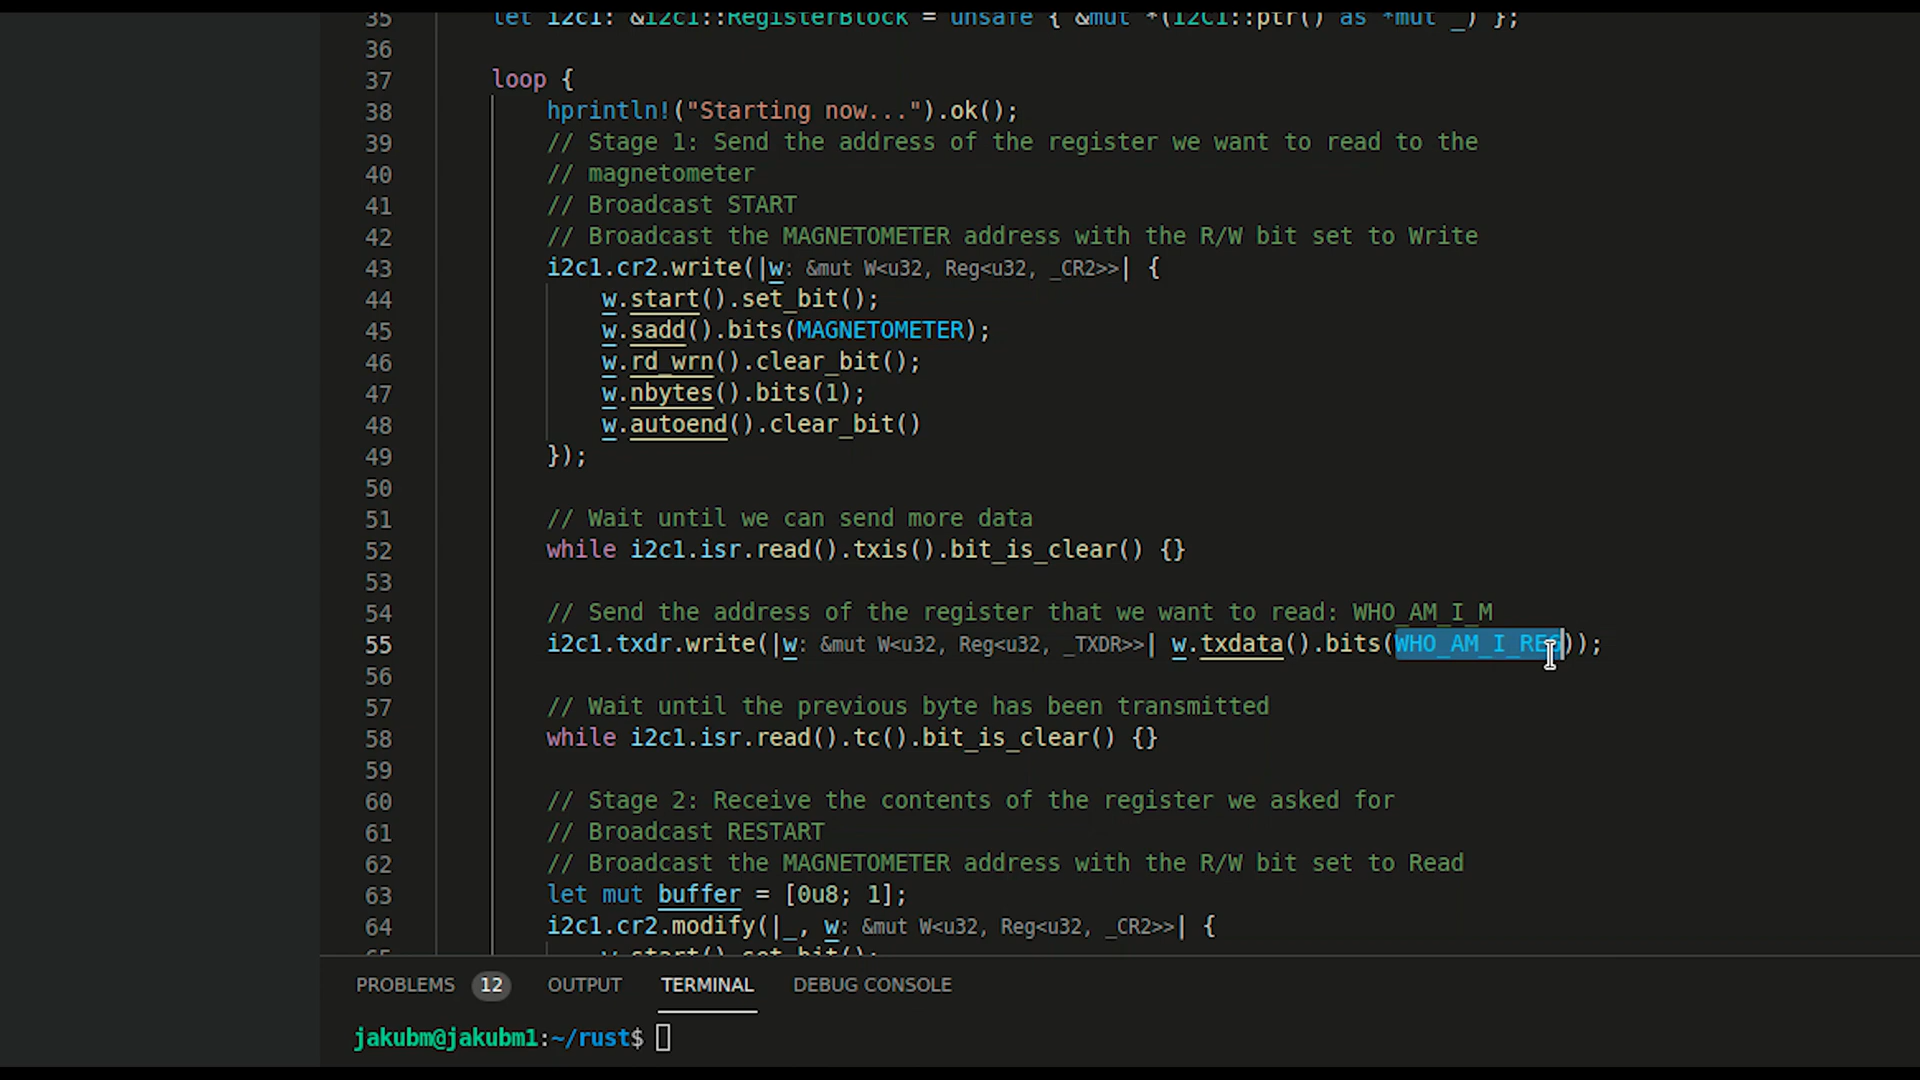 35 let i2c1: &i2c1::RegisterBlock = unsafe { &mut *(I2C1::ptr() as *mut _) };
36
37 loop {
38 hprintln!("Starting now...").ok();
39 // Stage 1: Send the address of the register we want to read to the
40 // magnetometer
41 // Broadcast START
42 // Broadcast the MAGNETOMETER address with the R/W bit set to Write
43 i2c1.cr2.write(|w: &mut W<u32, Reg<u32, _CR2>>| {
44 w.start().set_bit();
45 w.sadd().bits(MAGNETOMETER);
46 w.rd_wrn().clear_bit();
47 w.nbytes().bits(1);
48 w.autoend().clear_bit()
49 });
50
51 // Wait until we can send more data
52 while i2c1.isr.read().txis().bit_is_clear() {}
53
54 // Send the address of the register that we want to read: WHO_AM_I_M
55 i2c1.txdr.write(|w: &mut W<u32, Reg<u32, _TXDR>>| w.txdata().bits(WHO_AM_I_REG));
56
57 // Wait until the previous byte has been transmitted
58 while i2c1.isr.read().tc().bit_is_clear() {}
59
60 // Stage 2: Receive the contents of the register we asked for
61 // Broadcast RESTART
62 // Broadcast the MAGNETOMETER address with the R/W bit set to Read
63 let mut buffer = [0u8; 1];
64 i2c1.cr2.modify(|_, w: &mut W<u32, Reg<u32, _CR2>>| {
65 w.start().set_bit();
PROBLEMS 12 OUTPUT TERMINAL DEBUG CONSOLE
jakubm@jakubm1:~/rust$